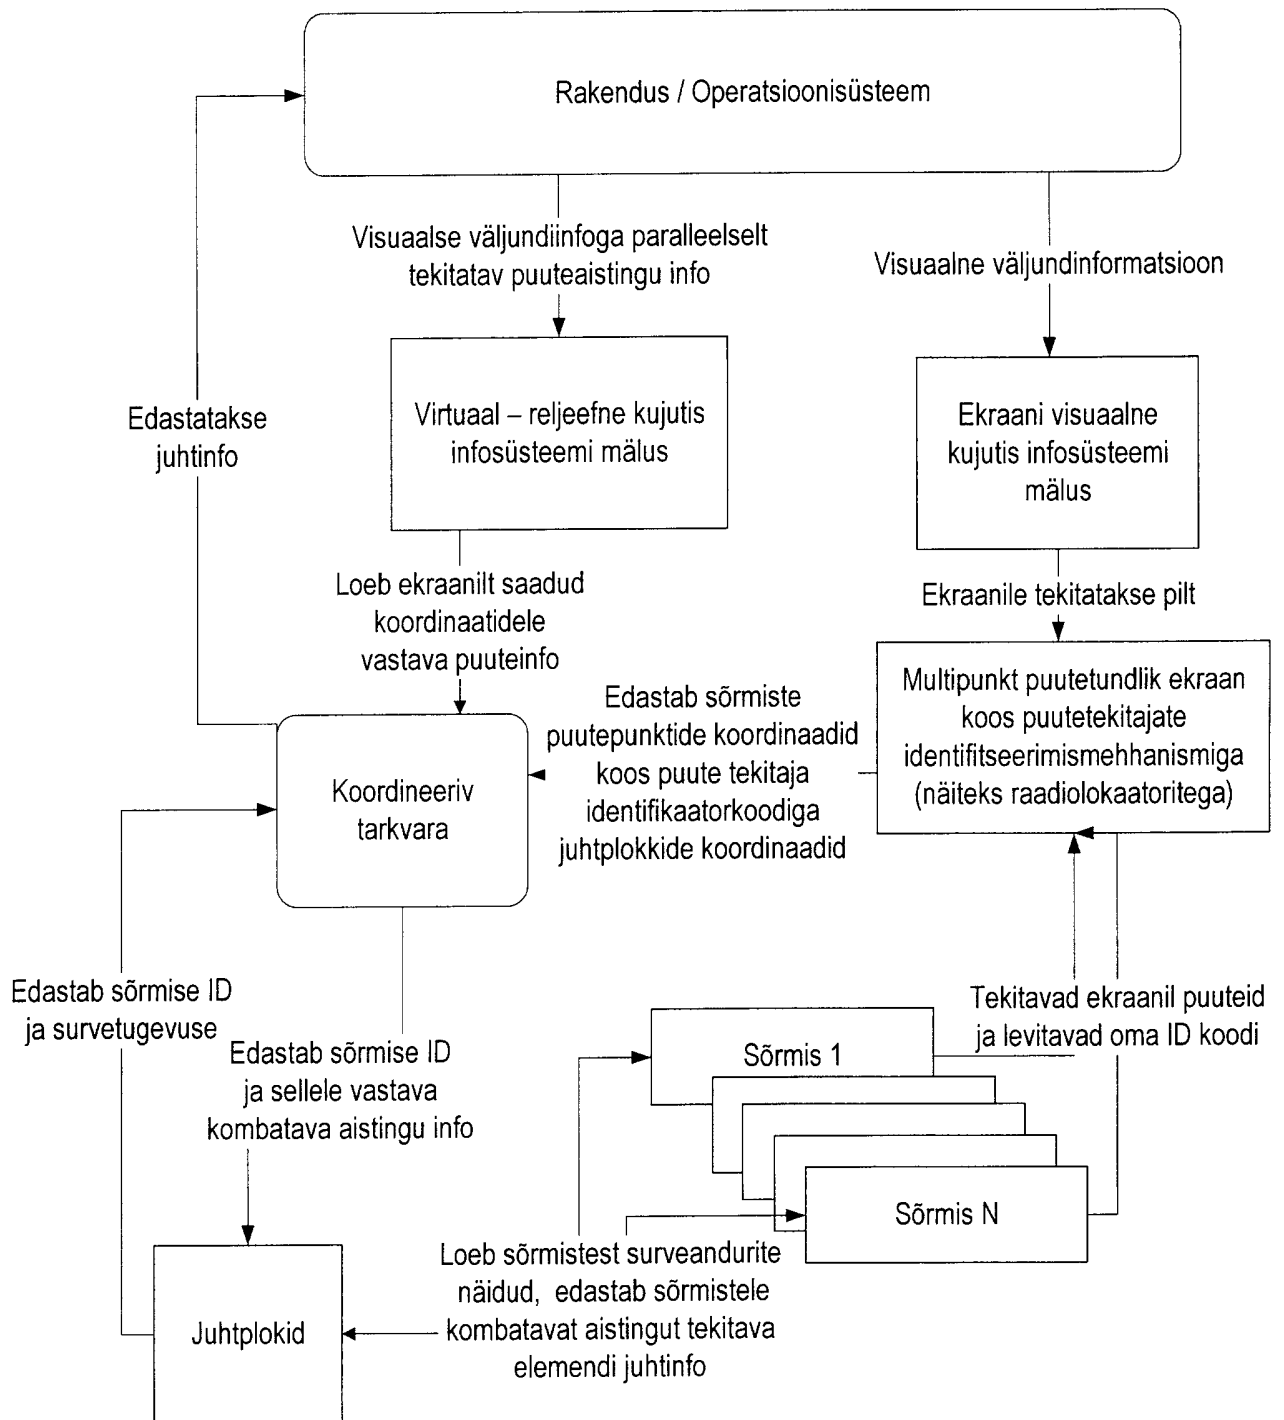 Rakendus / Operatsioonisüsteem
Visuaalse väljundiinfoga paralleelselt
tekitatav puuteaistingu info
Visuaalne väljundinformatsioon
Edastatakse
juhtinfo
Virtuaal – reljeefne kujutis
infosüsteemi mälus
Ekraani visuaalne
kujutis infosüsteemi
mälus
Loeb ekraanilt saadud
koordinaatidele
vastava puuteinfo
Ekraanile tekitatakse pilt
Multipunkt puutetundlik ekraan
koos puutetekitajate
identifitseerimismehhanismiga
(näiteks raadiolokaatoritega)
Edastab sõrmiste
puutepunktide koordinaadid
koos puute tekitaja
identifikaatorkoodiga
juhtplokkide koordinaadid
Koordineeriv
tarkvara
Edastab sõrmise ID
ja survetugevuse
Edastab sõrmise ID
ja sellele vastava
kombatava aistingu info
Tekitavad ekraanil puuteid
ja levitavad oma ID koodi
Sõrmis 1
Sõrmis N
Loeb sõrmistest surveandurite
näidud, edastab sõrmistele
kombatavat aistingut tekitava
elemendi juhtinfo
Juhtplokid